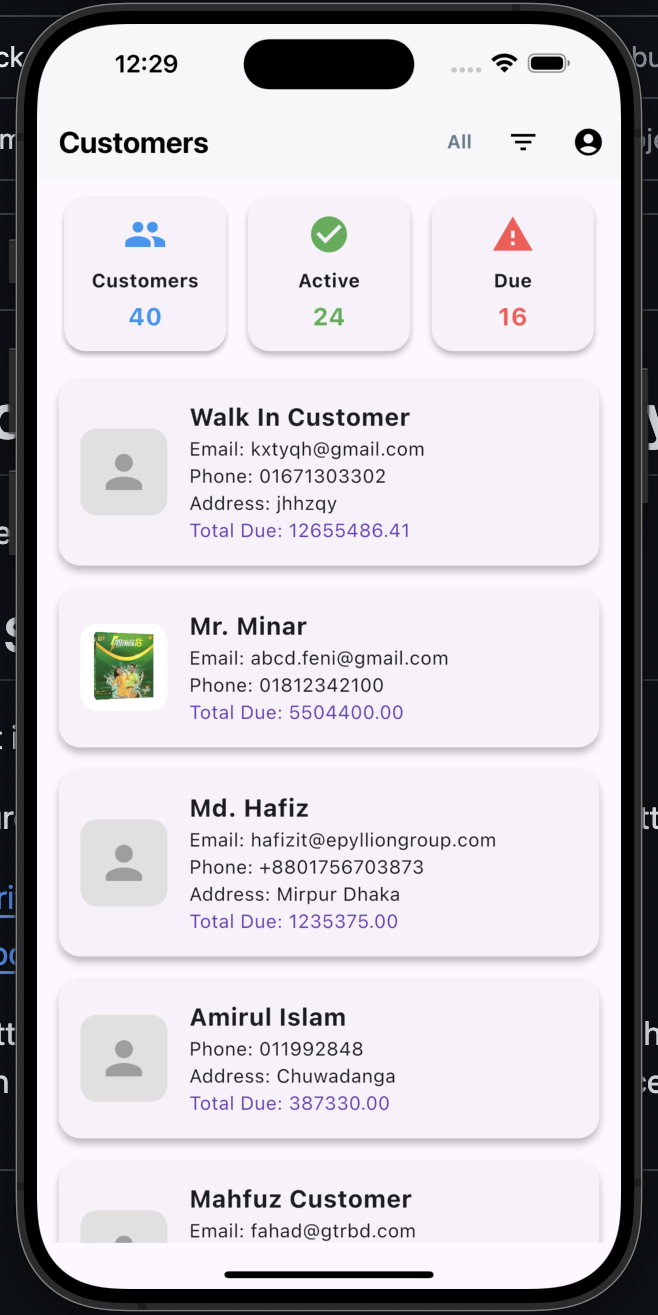 12:29
Customers
All
Customers
40
Active
24
Due
16
Walk In Customer
Email: kxtyqh@gmail.com
Phone: 01671303302
Address: jhhzqy
Total Due: 12655486.41
Mr. Minar
Email: abcd.feni@gmail.com
Phone: 01812342100
Total Due: 5504400.00
Md. Hafiz
Email: hafizit@epylliongroup.com
Phone: +8801756703873
Address: Mirpur Dhaka
Total Due: 1235375.00
Amirul Islam
Phone: 011992848
Address: Chuwadanga
Total Due: 387330.00
Mahfuz Customer
Email: fahad@gtrbd.com